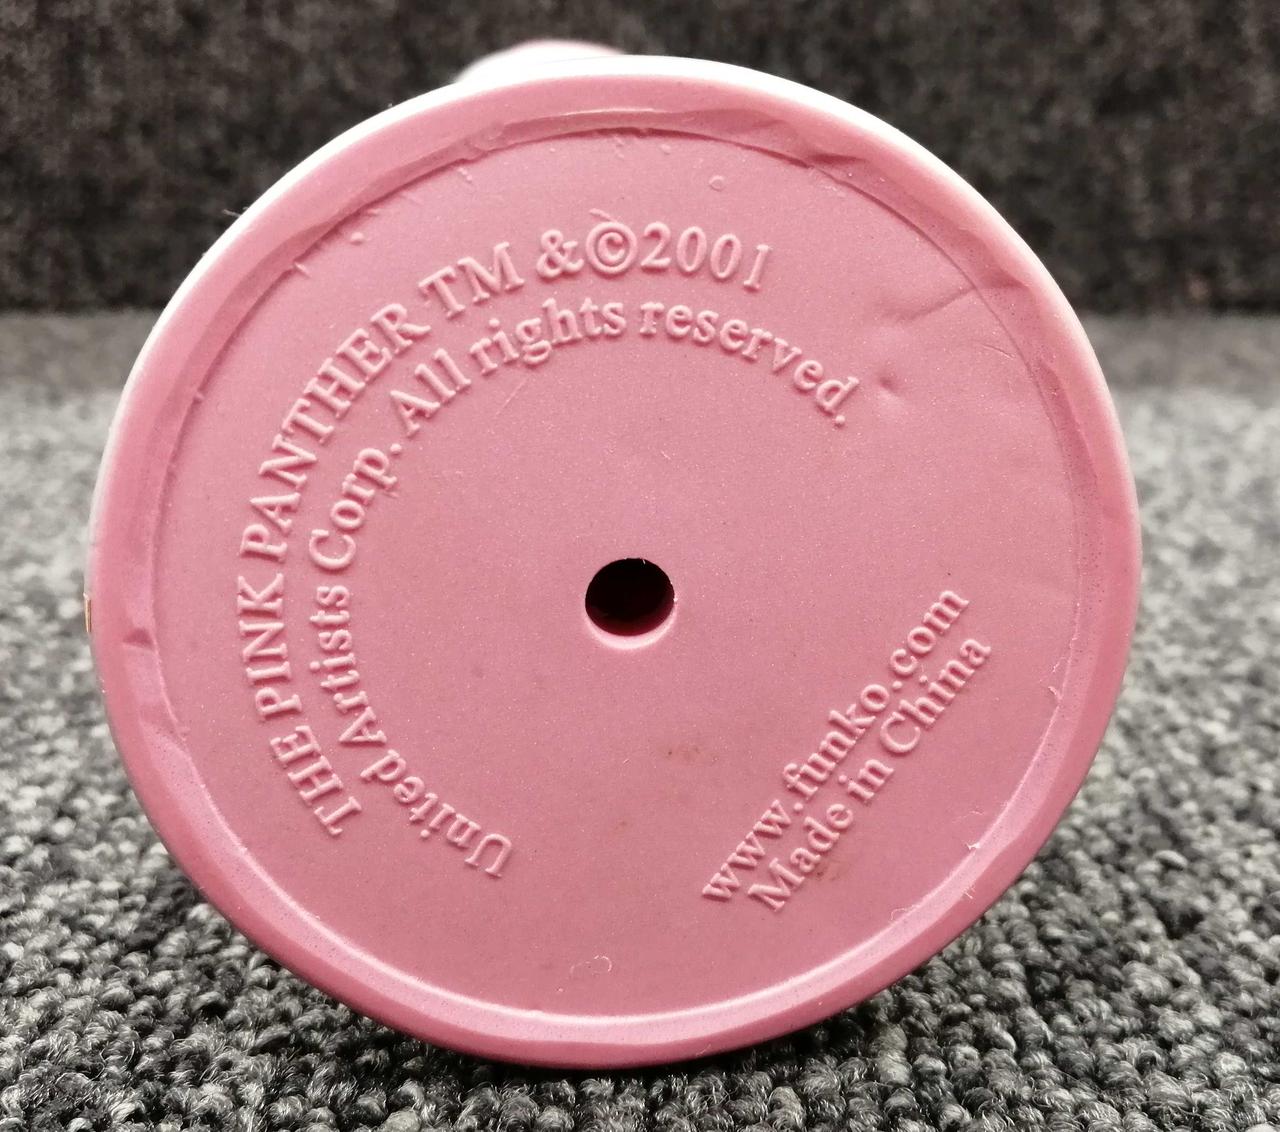 THE PINK PANTHER TM &©2001
United Artists Corp. All rights reserved.
www.funko.com
Made in China